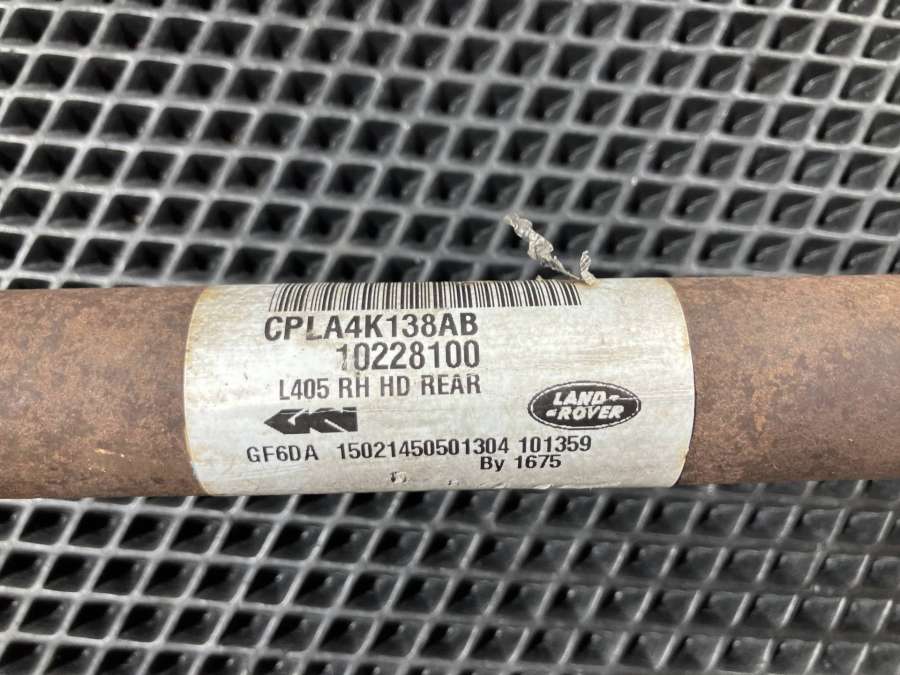 CPLA4K138AB
10228100
L405 RH HD REAR
GKN
LAND
ROVER
GF6DA 15021450501304 101359
By 1675